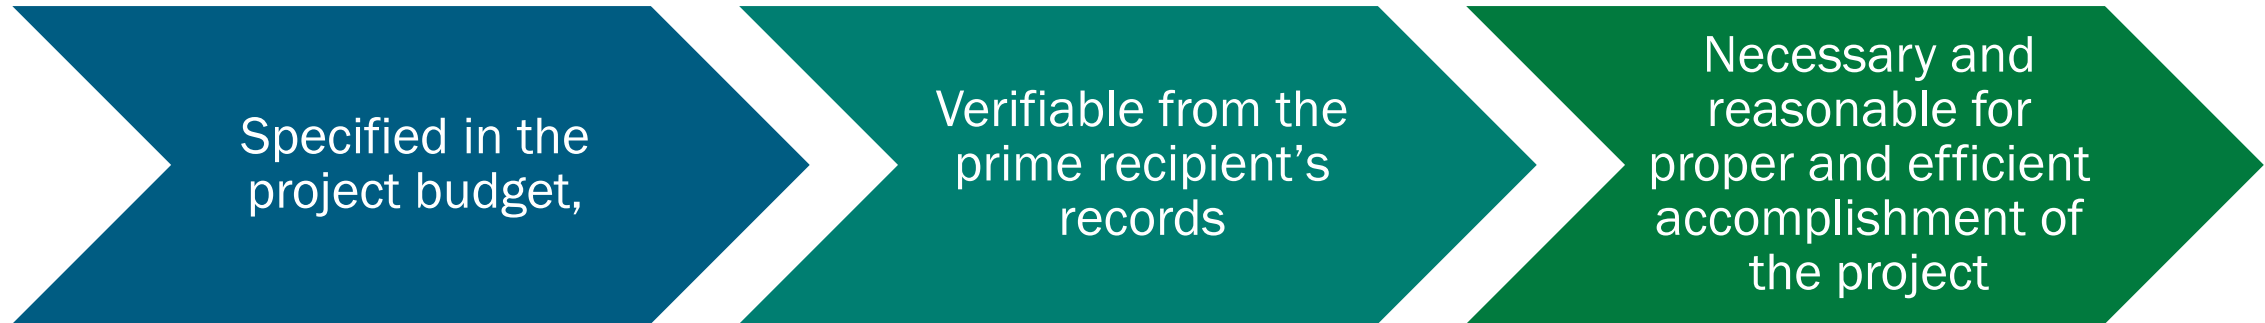 Specified in the
project budget,
Verifiable from the
prime recipient’s
records
Necessary and
reasonable for
proper and efficient
accomplishment of
the project